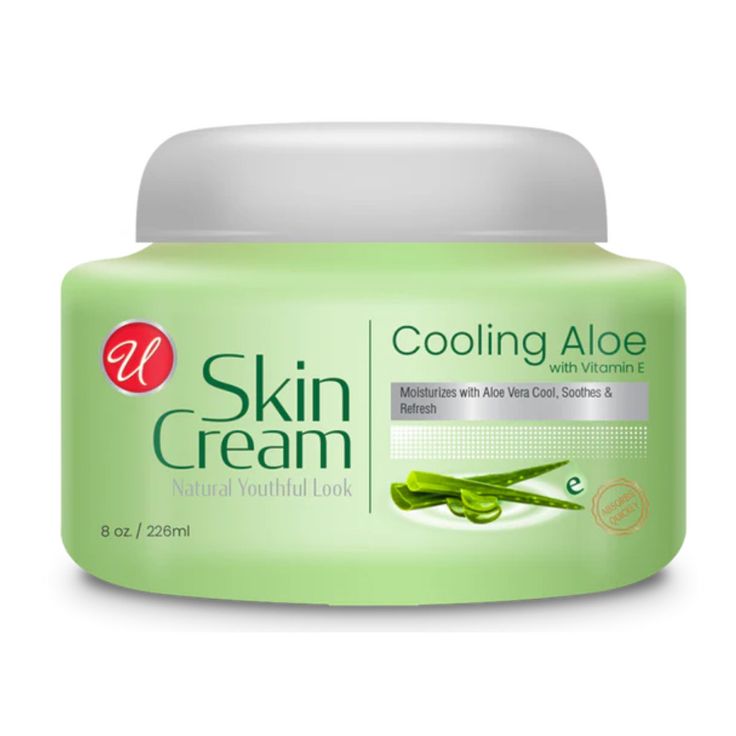 U
Skin
Cream
Natural Youthful Look
8 oz. / 226ml
Cooling Aloe
with Vitamin E
Moisturizes with Aloe Vera Cool, Soothes &
Refresh
e
ABSORBS
QUICKLY